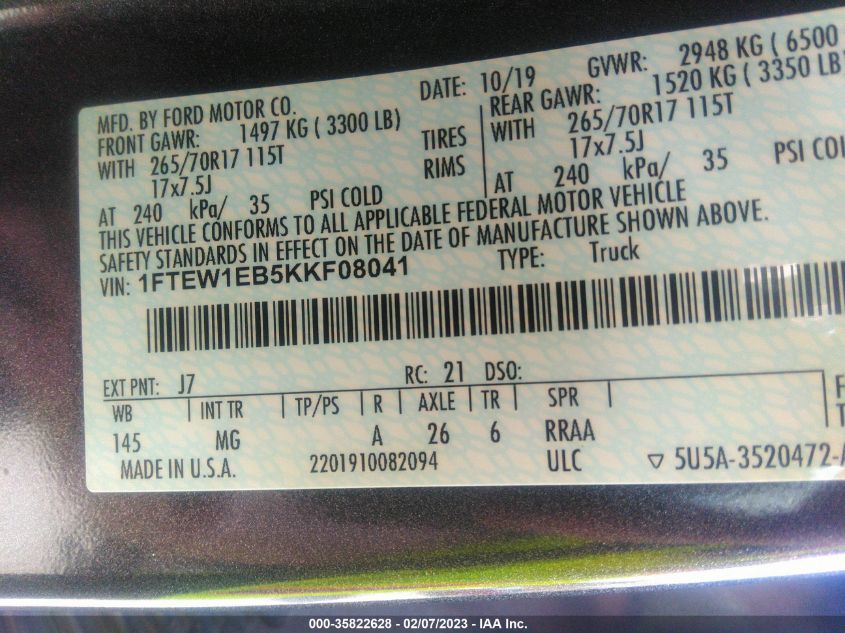 MFD. BY FORD MOTOR CO. DATE: 10/19 GVWR: 2948 KG ( 6500
FRONT GAWR: 1497 KG ( 3300 LB) REAR GAWR: 1520 KG ( 3350 LB)
WITH 265/70R17 115T TIRES WITH 265/70R17 115T
17x7.5J RIMS 17x7.5J
AT 240 kPa/ 35 PSI COLD AT 240 kPa/ 35 PSI COL
THIS VEHICLE CONFORMS TO ALL APPLICABLE FEDERAL MOTOR VEHICLE
SAFETY STANDARDS IN EFFECT ON THE DATE OF MANUFACTURE SHOWN ABOVE.
VIN: 1FTEW1EB5KKF08041 TYPE: Truck
EXT PNT: J7 RC: 21 DSO:
WB INT TR TP/PS R AXLE TR SPR
145 MG A 26 6 RRAA
MADE IN U.S.A. 2201910082094 ULC ▽ 5U5A-3520472-
000-35822628 - 02/07/2023 - IAA Inc.